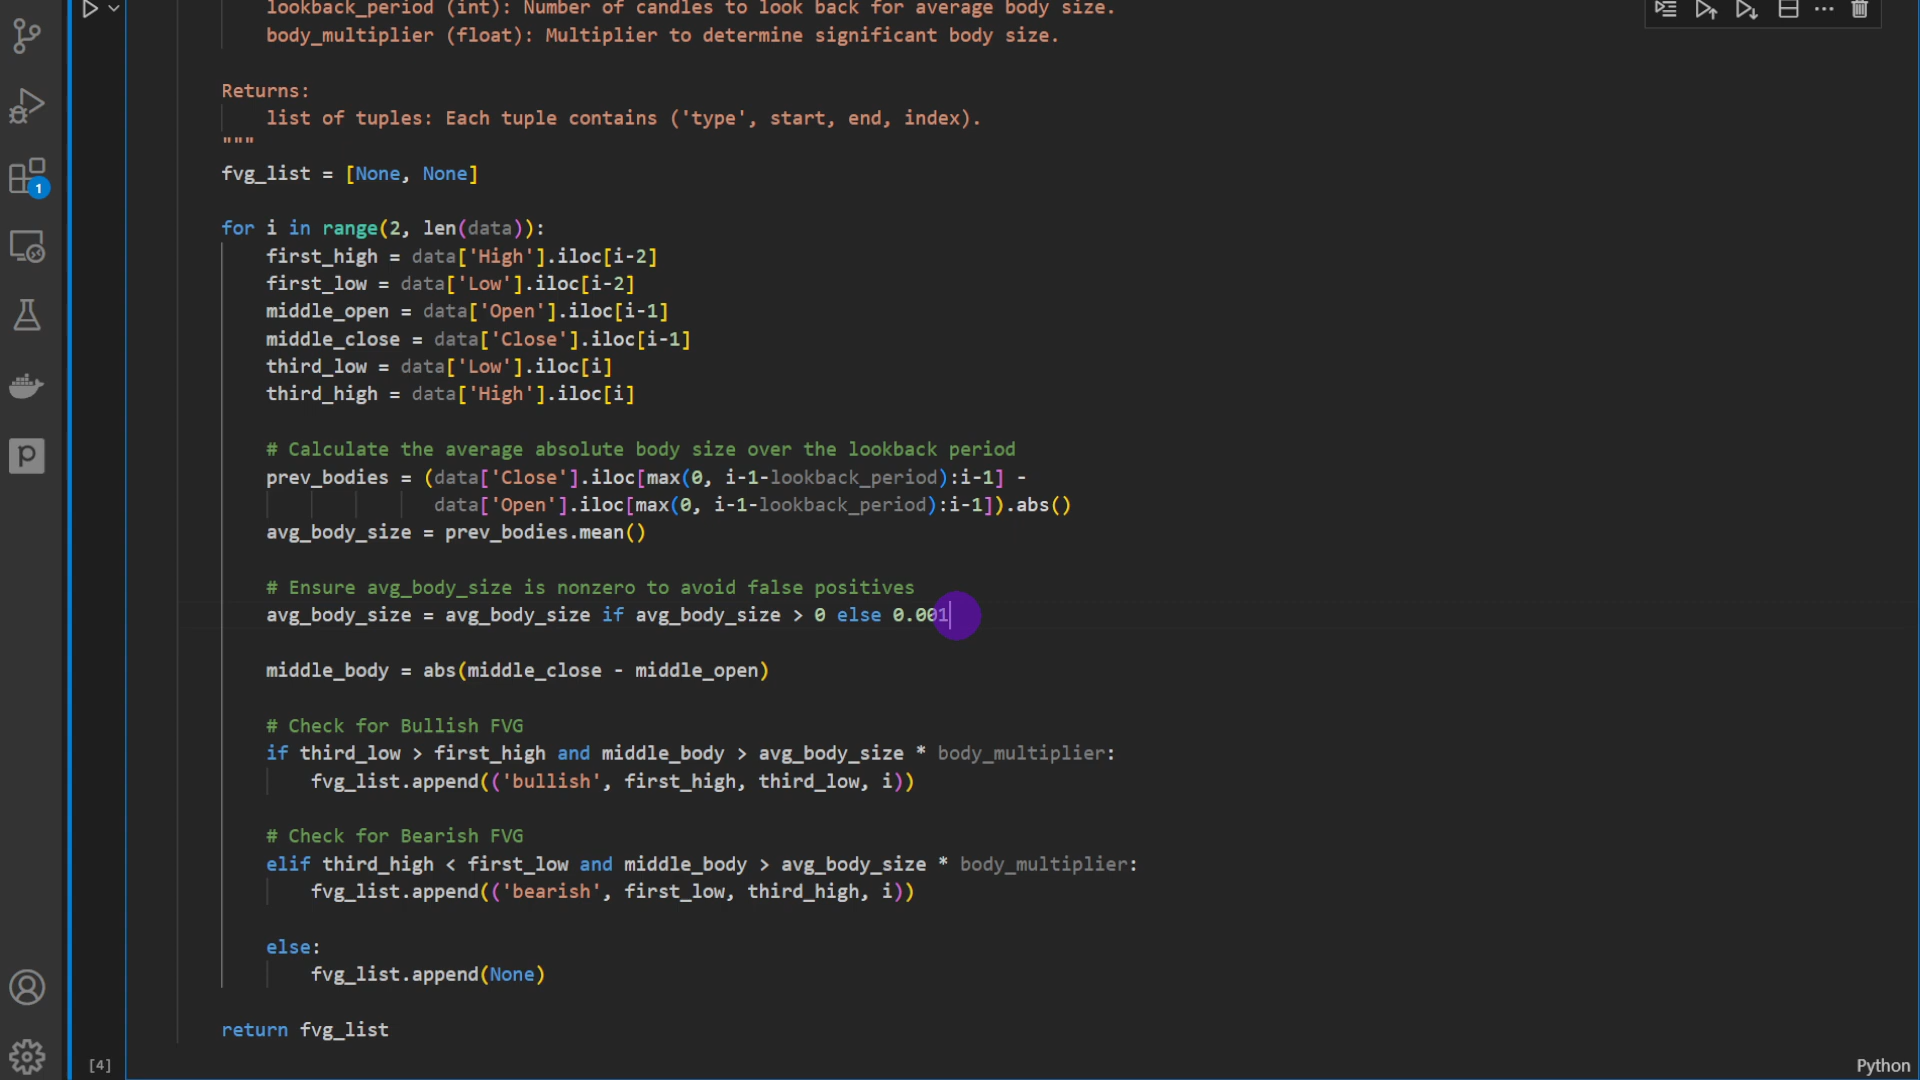 lookback_period (int): Number of candles to look back for average body size.
body_multiplier (float): Multiplier to determine significant body size.
Returns:
list of tuples: Each tuple contains ('type', start, end, index).
"""
fvg_list = [None, None]
for i in range(2, len(data)):
first_high = data['High'].iloc[i-2]
first_low = data['Low'].iloc[i-2]
middle_open = data['Open'].iloc[i-1]
middle_close = data['Close'].iloc[i-1]
third_low = data['Low'].iloc[i]
third_high = data['High'].iloc[i]
# Calculate the average absolute body size over the lookback period
prev_bodies = (data['Close'].iloc[max(0, i-1-lookback_period):i-1] -
data['Open'].iloc[max(0, i-1-lookback_period):i-1]).abs()
avg_body_size = prev_bodies.mean()
# Ensure avg_body_size is nonzero to avoid false positives
avg_body_size = avg_body_size if avg_body_size > 0 else 0.001
middle_body = abs(middle_close - middle_open)
# Check for Bullish FVG
if third_low > first_high and middle_body > avg_body_size * body_multiplier:
fvg_list.append(('bullish', first_high, third_low, i))
# Check for Bearish FVG
elif third_high < first_low and middle_body > avg_body_size * body_multiplier:
fvg_list.append(('bearish', first_low, third_high, i))
else:
fvg_list.append(None)
return fvg_list
[4]
Python
1